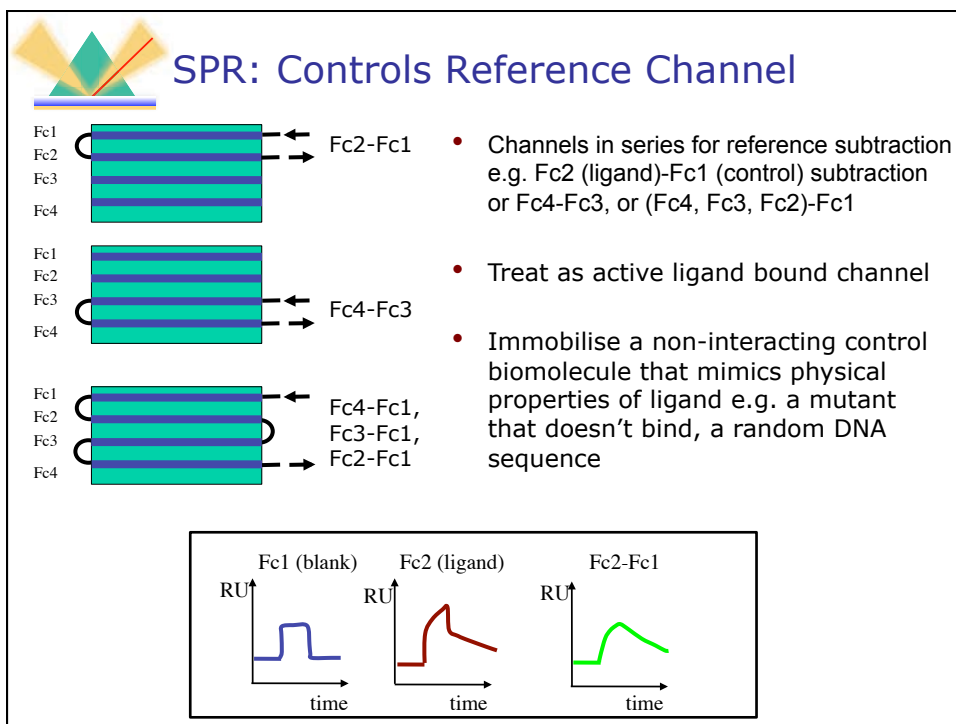 SPR: Controls Reference Channel
Fc1
Fc2
Fc3
Fc4
Fc2-Fc1
Fc1
Fc2
Fc3
Fc4
Fc4-Fc3
Fc1
Fc2
Fc3
Fc4
Fc4-Fc1,
Fc3-Fc1,
Fc2-Fc1
• Channels in series for reference subtraction
e.g. Fc2 (ligand)-Fc1 (control) subtraction
or Fc4-Fc3, or (Fc4, Fc3, Fc2)-Fc1
• Treat as active ligand bound channel
• Immobilise a non-interacting control
biomolecule that mimics physical
properties of ligand e.g. a mutant
that doesn’t bind, a random DNA
sequence
Fc1 (blank)
RU
time
Fc2 (ligand)
RU
time
Fc2-Fc1
RU
time